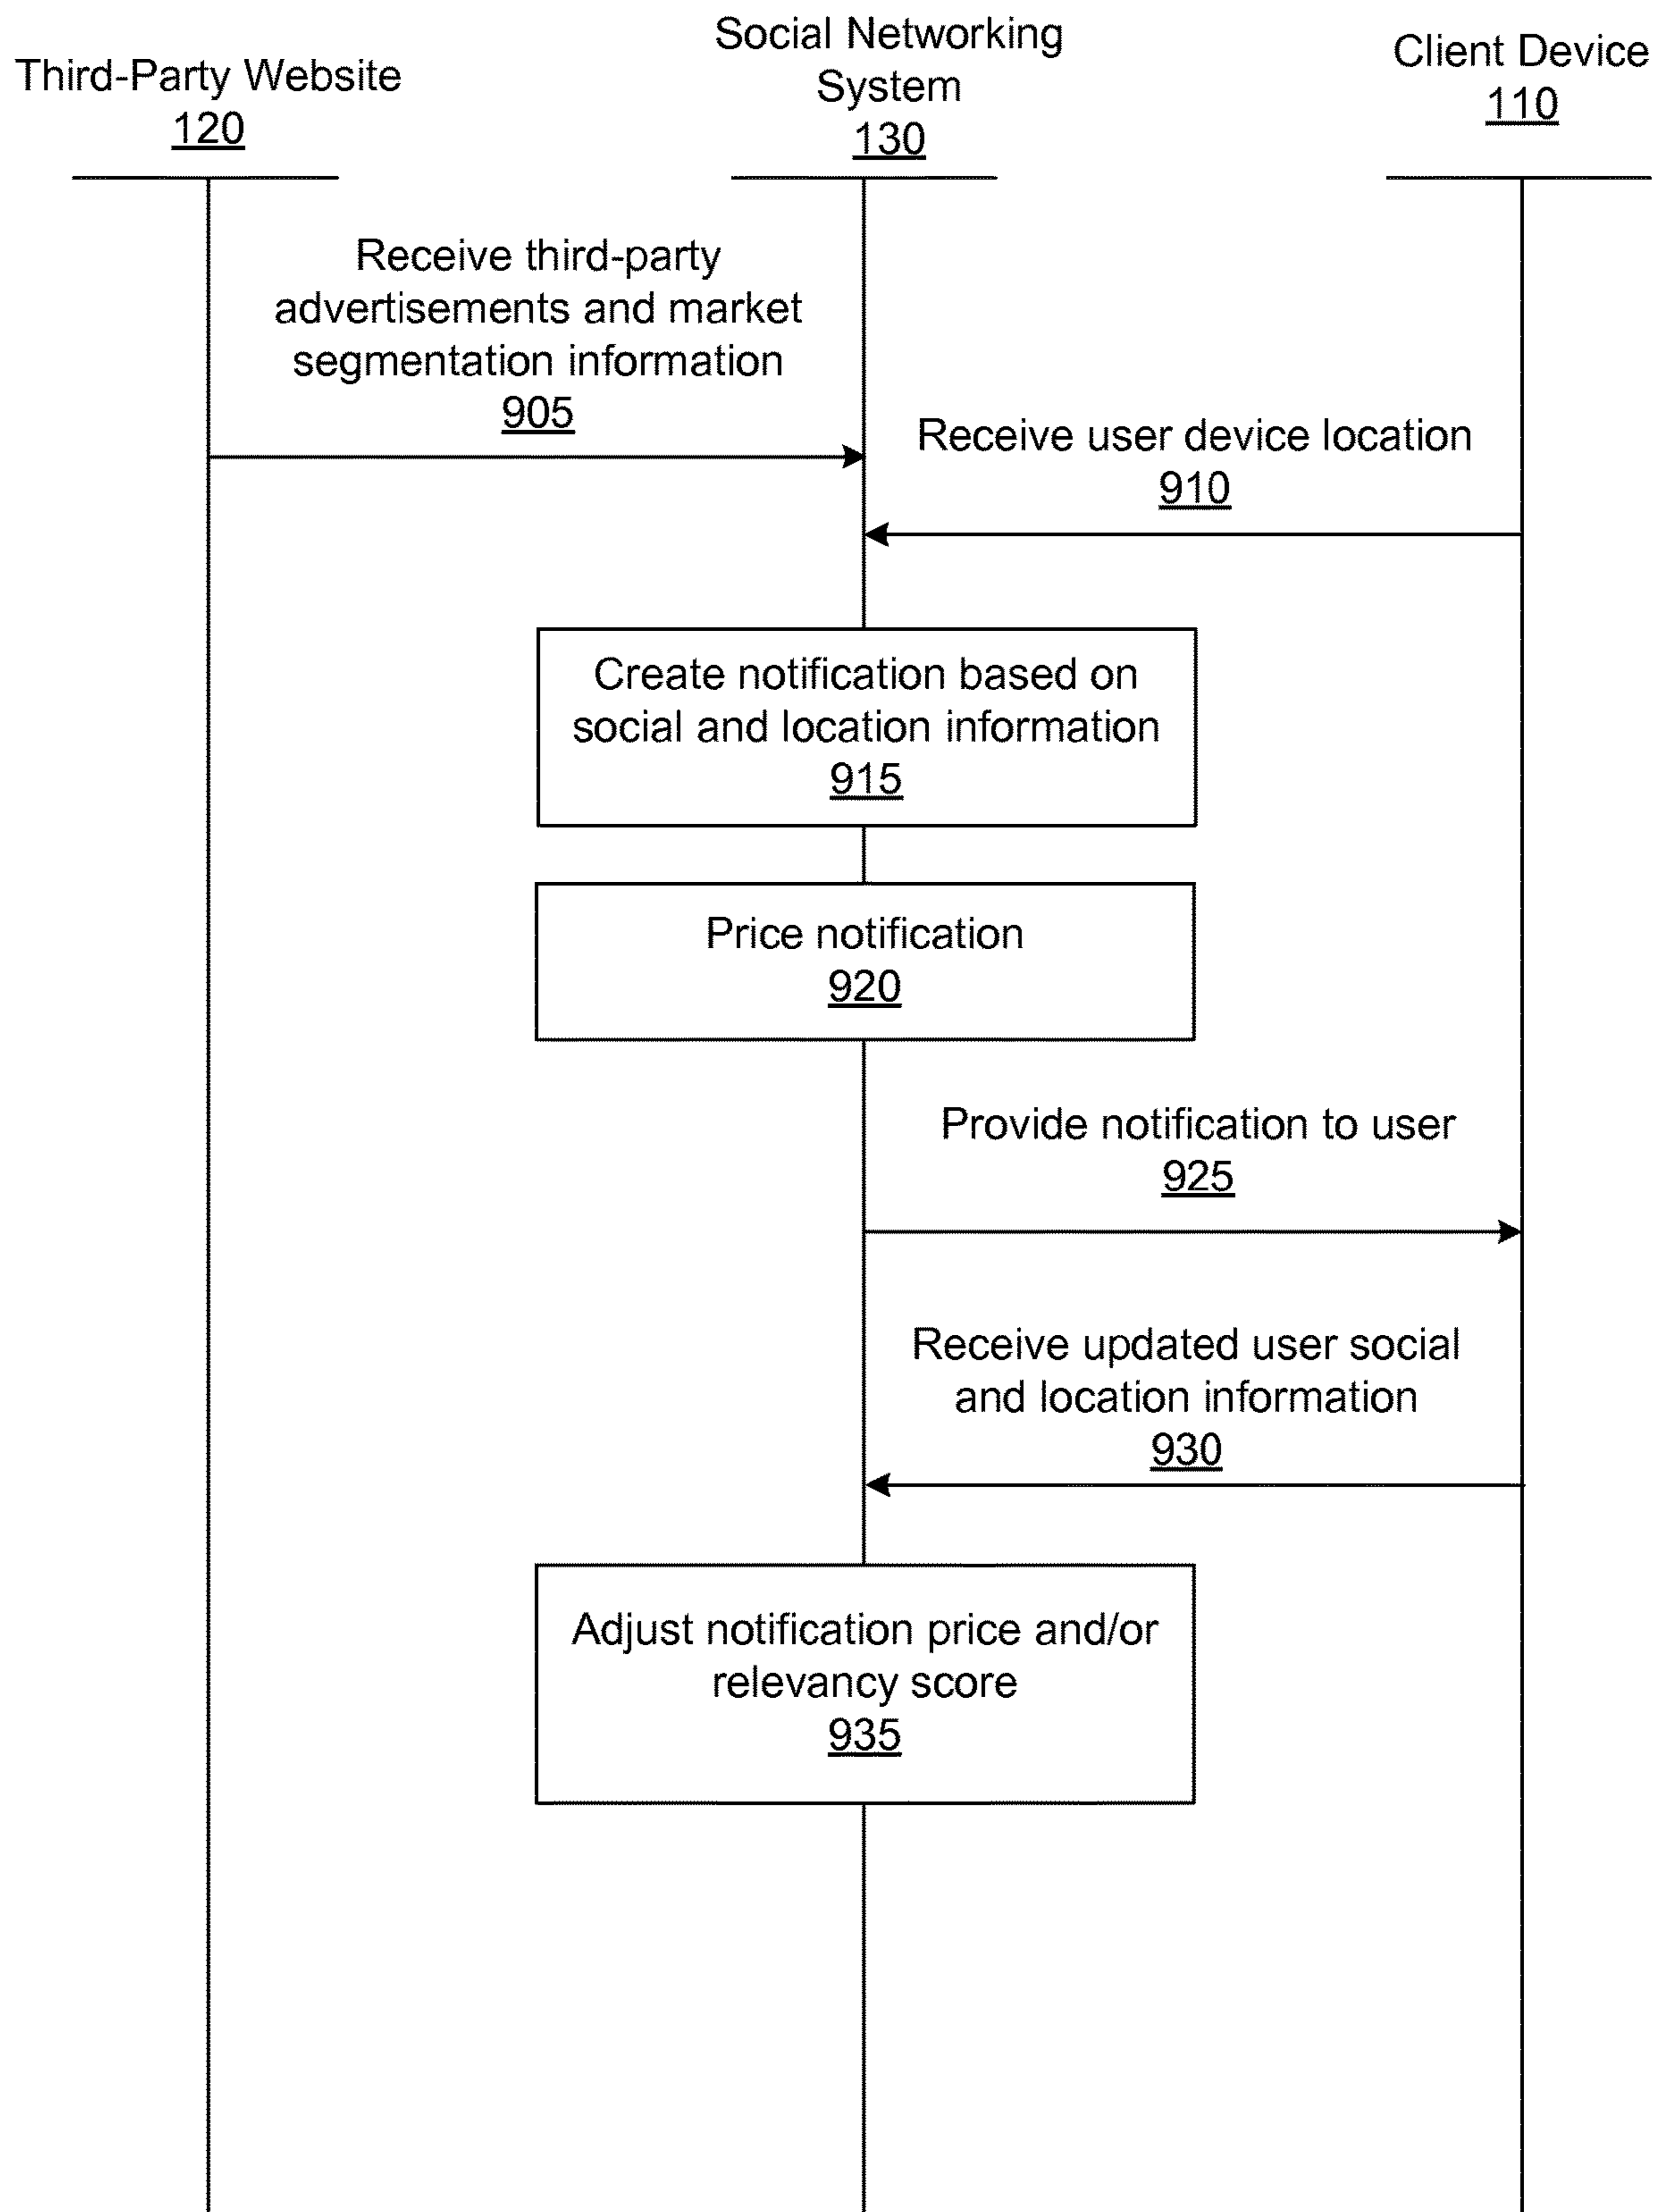 Third-Party Website
120
Social Networking
System
130
Client Device
110
Receive third-party
advertisements and market
segmentation information
905
Receive user device location
910
Create notification based on
social and location information
915
Price notification
920
Provide notification to user
925
Receive updated user social
and location information
930
Adjust notification price and/or
relevancy score
935